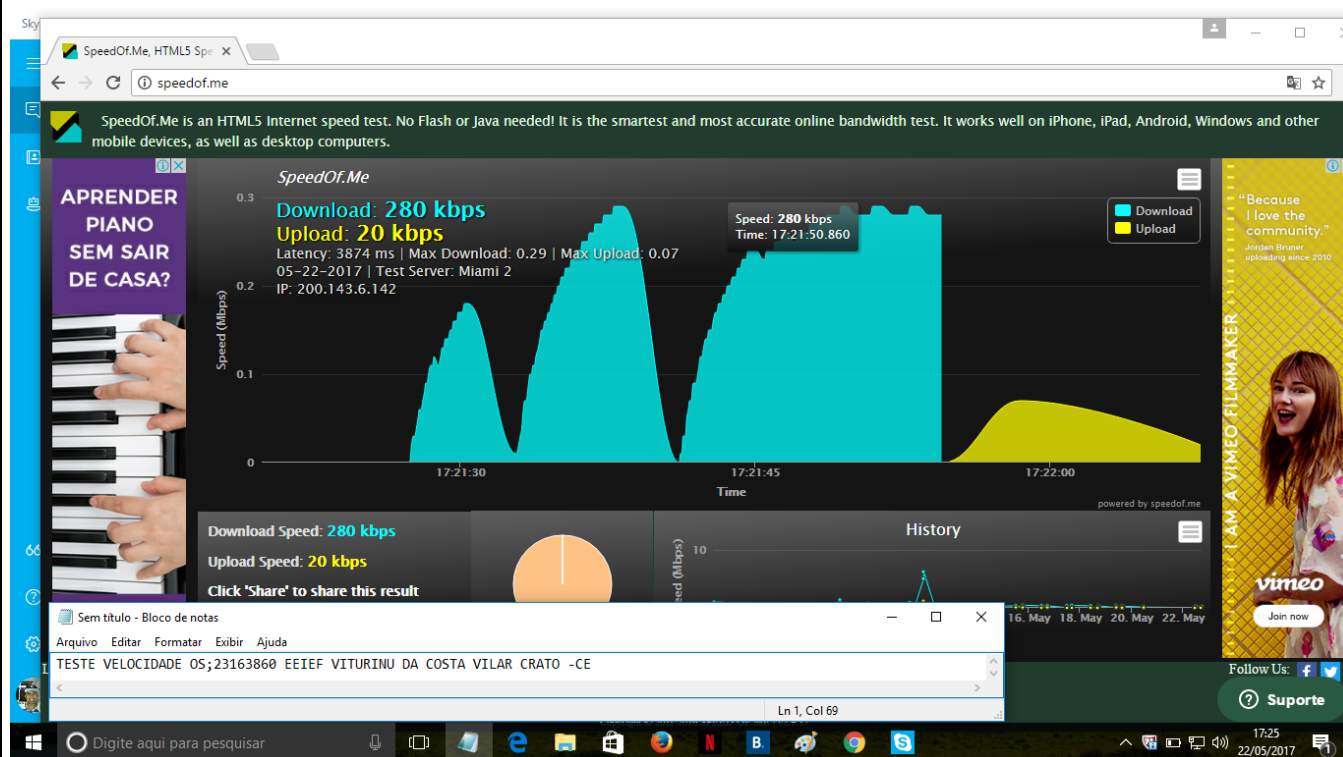 Sky
SpeedOf.Me, HTML5 Spe
speedof.me
SpeedOf.Me is an HTML5 Internet speed test. No Flash or Java needed! It is the smartest and most accurate online bandwidth test. It works well on iPhone, iPad, Android, Windows and other
mobile devices, as well as desktop computers.
APRENDER
PIANO
SEM SAIR
DE CASA?
SpeedOf.Me
Download: 280 kbps
Upload: 20 kbps
Latency: 3874 ms | Max Download: 0.29 | Max Upload: 0.07
05-22-2017 | Test Server: Miami 2
IP: 200.143.6.142
Speed: 280 kbps
Time: 17:21:50.860
Download
Upload
0.3
0.2
0.1
0
Speed (Mbps)
17:21:30
17:21:45
17:22:00
Time
powered by speedof.me
"Because
I love the
community."
Jordan Bruner
uploading since 2010
I AM A VIMEO FILMMAKER
vimeo
Join now
Download Speed: 280 kbps
Upload Speed: 20 kbps
Click 'Share' to share this result
History
10
16. May 18. May 20. May 22. May
66
Sem título - Bloco de notas
Arquivo Editar Formatar Exibir Ajuda
TESTE VELOCIDADE OS;23163860 EEIEF VITURINU DA COSTA VILAR CRATO -CE
Ln 1, Col 69
Follow Us:
Suporte
Digite aqui para pesquisar
N
B.
17:25
22/05/2017
1